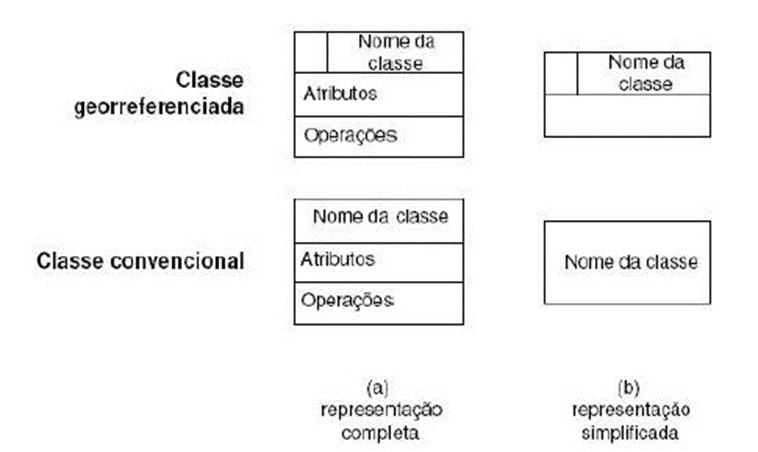 Classe
georreferenciada
Nome da
classe
Atributos
Operações
Nome da
classe
Classe convencional
Nome da classe
Atributos
Operações
Nome da classe
(a)
representação
completa
(b)
representação
simplificada